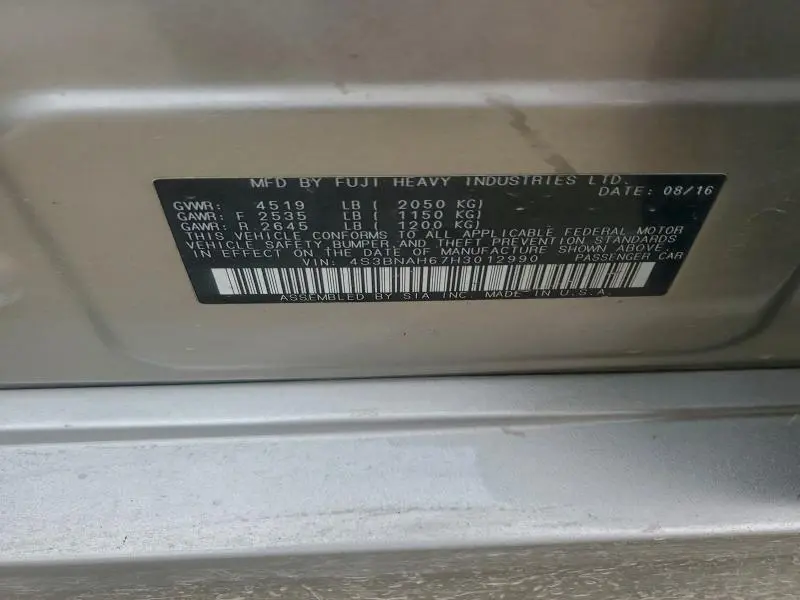 MFD BY FUJI HEAVY INDUSTRIES LTD.
DATE: 08/16
GVWR: 4519 LB ( 2050 KG)
GAWR: F 2535 LB ( 1150 KG)
GAWR: R 2645 LB ( 1200 KG)
THIS VEHICLE CONFORMS TO ALL APPLICABLE FEDERAL MOTOR
VEHICLE SAFETY, BUMPER AND THEFT PREVENTION STANDARDS
IN EFFECT ON THE DATE OF MANUFACTURE SHOWN ABOVE.
VIN: 4S3BNAH67H3012990 PASSENGER CAR
ASSEMBLED BY SIA INC. MADE IN U.S.A.